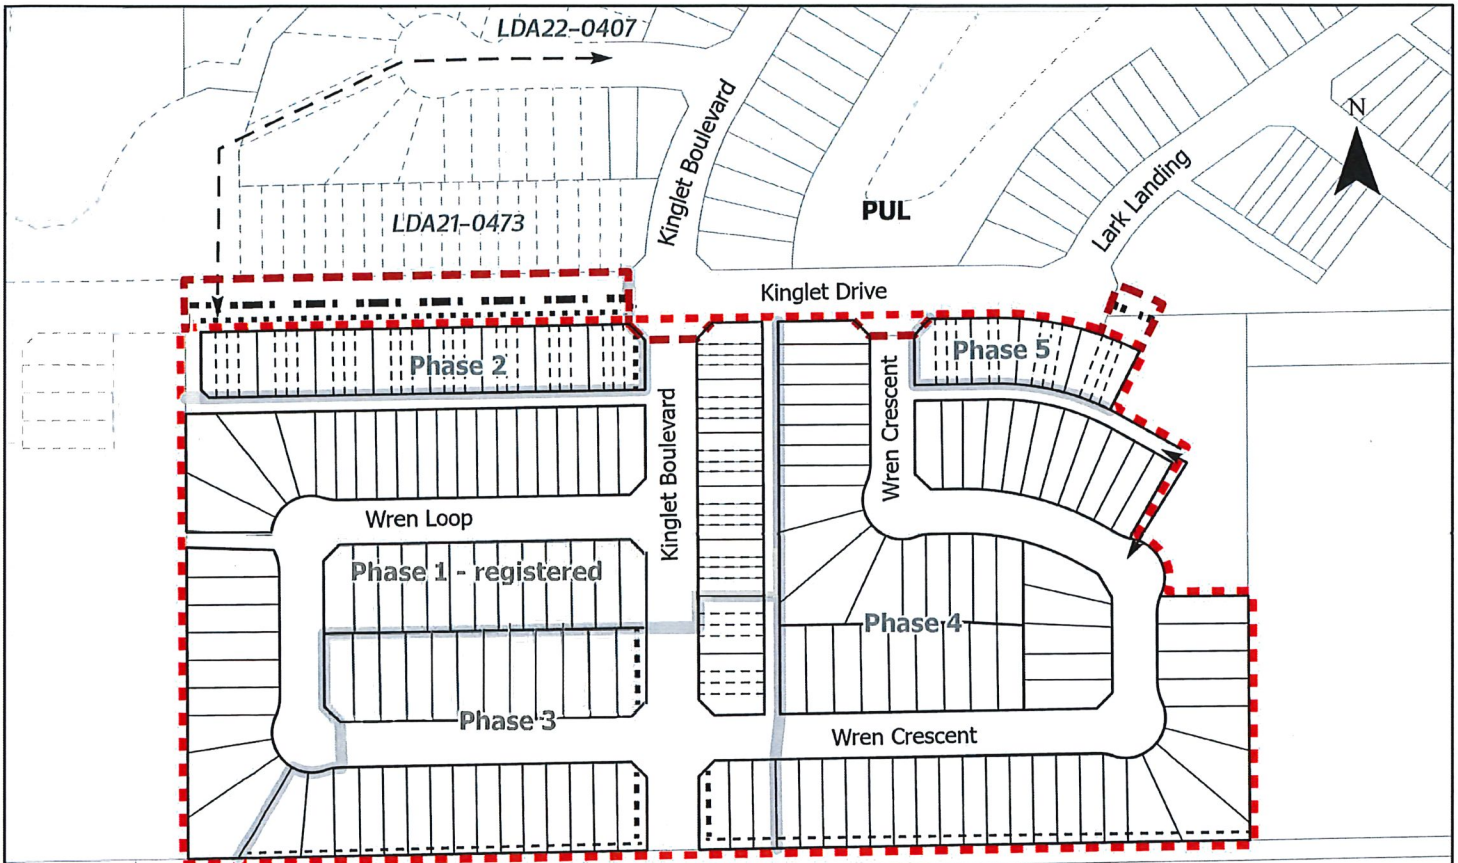 LDA22-0407
N
Kinglet Boulevard
Lark Landing
PUL
LDA21-0473
Kinglet Drive
Phase 2
Phase 5
Wren Crescent
Kinglet Boulevard
Wren Loop
Phase 1 - registered
Phase 4
Phase 3
Wren Crescent